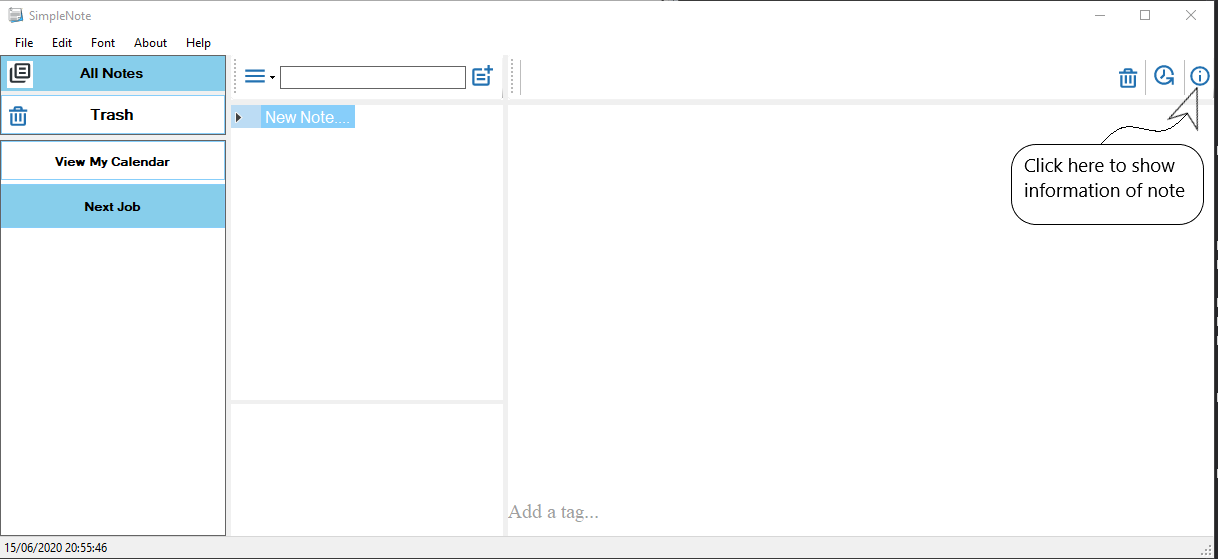 SimpleNote
File Edit Font About Help
All Notes
Trash
View My Calendar
Next Job
New Note....
Click here to show
information of note
Add a tag...
15/06/2020 20:55:46